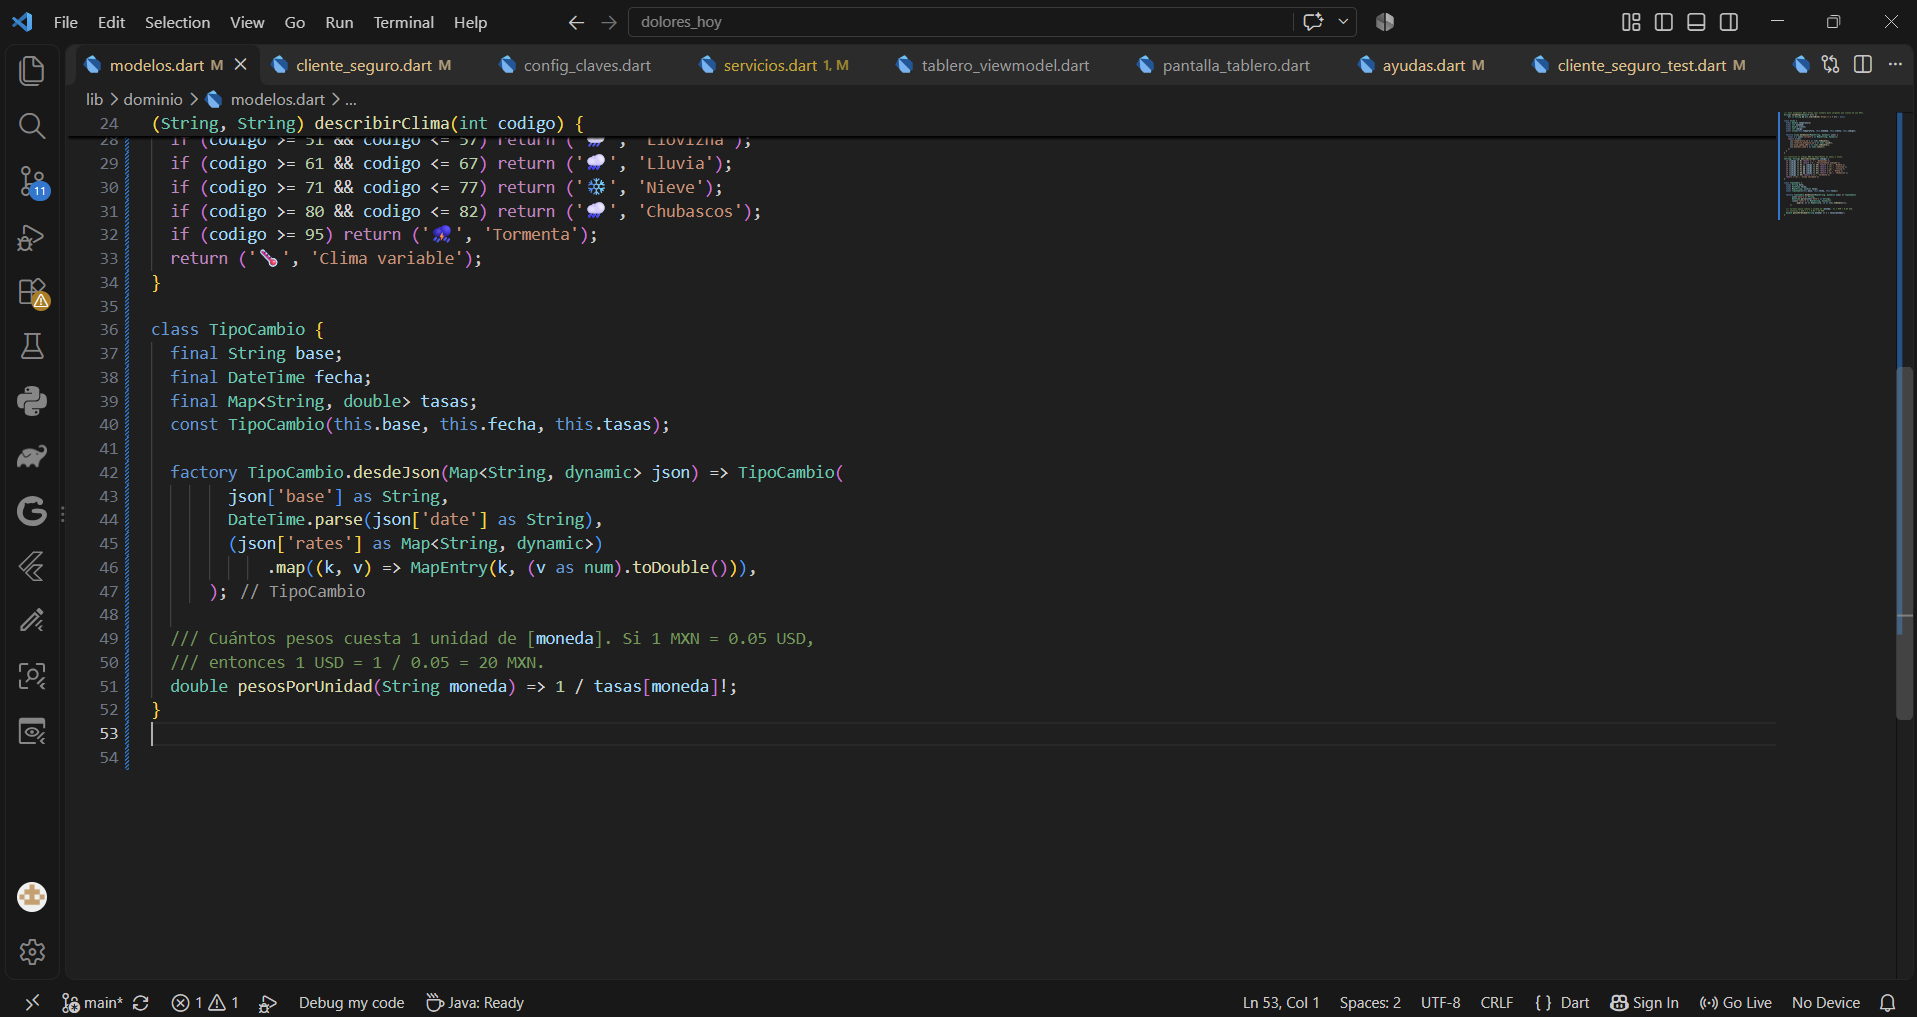 File Edit Selection View Go Run Terminal Help
dolores_hoy
modelos.dart M
cliente_seguro.dart M
config_claves.dart
servicios.dart 1, M
tablero_viewmodel.dart
pantalla_tablero.dart
ayudas.dart M
cliente_seguro_test.dart M
lib > dominio > modelos.dart > ...
24 (String, String) describirClima(int codigo) {
28 if (codigo >= 51 && codigo <= 57) return ('🌧️', 'Llovizna');
29 if (codigo >= 61 && codigo <= 67) return ('🌧️', 'Lluvia');
30 if (codigo >= 71 && codigo <= 77) return ('❄️', 'Nieve');
31 if (codigo >= 80 && codigo <= 82) return ('🌧️', 'Chubascos');
32 if (codigo >= 95) return ('⛈️', 'Tormenta');
33 return ('🌡️', 'Clima variable');
34 }
35
36 class TipoCambio {
37 final String base;
38 final DateTime fecha;
39 final Map<String, double> tasas;
40 const TipoCambio(this.base, this.fecha, this.tasas);
41
42 factory TipoCambio.desdeJson(Map<String, dynamic> json) => TipoCambio(
43 json['base'] as String,
44 DateTime.parse(json['date'] as String),
45 (json['rates'] as Map<String, dynamic>)
46 .map((k, v) => MapEntry(k, (v as num).toDouble())),
47 ); // TipoCambio
48
49 /// Cuántos pesos cuesta 1 unidad de [moneda]. Si 1 MXN = 0.05 USD,
50 /// entonces 1 USD = 1 / 0.05 = 20 MXN.
51 double pesosPorUnidad(String moneda) => 1 / tasas[moneda]!;
52 }
53
54
11
main* 1 1 Debug my code Java: Ready
Ln 53, Col 1 Spaces: 2 UTF-8 CRLF { } Dart Sign In Go Live No Device